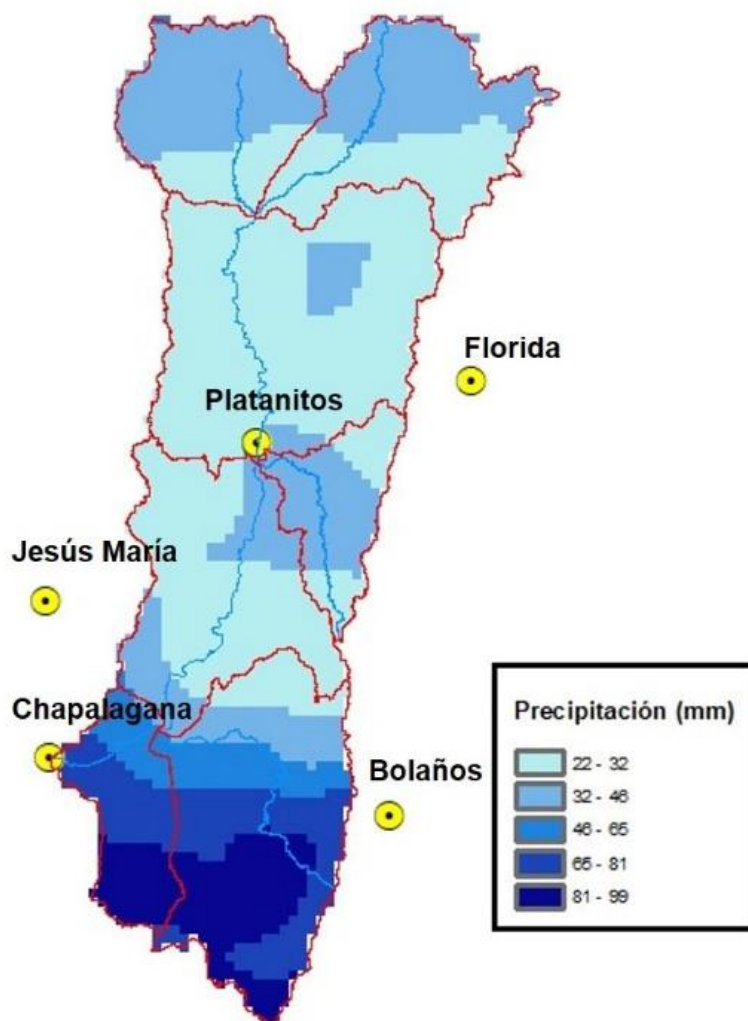 Florida
Platanitos
Jesús María
Chapalagana
Bolaños
Precipitación (mm)
22 - 32
32 - 46
46 - 65
65 - 81
81 - 99